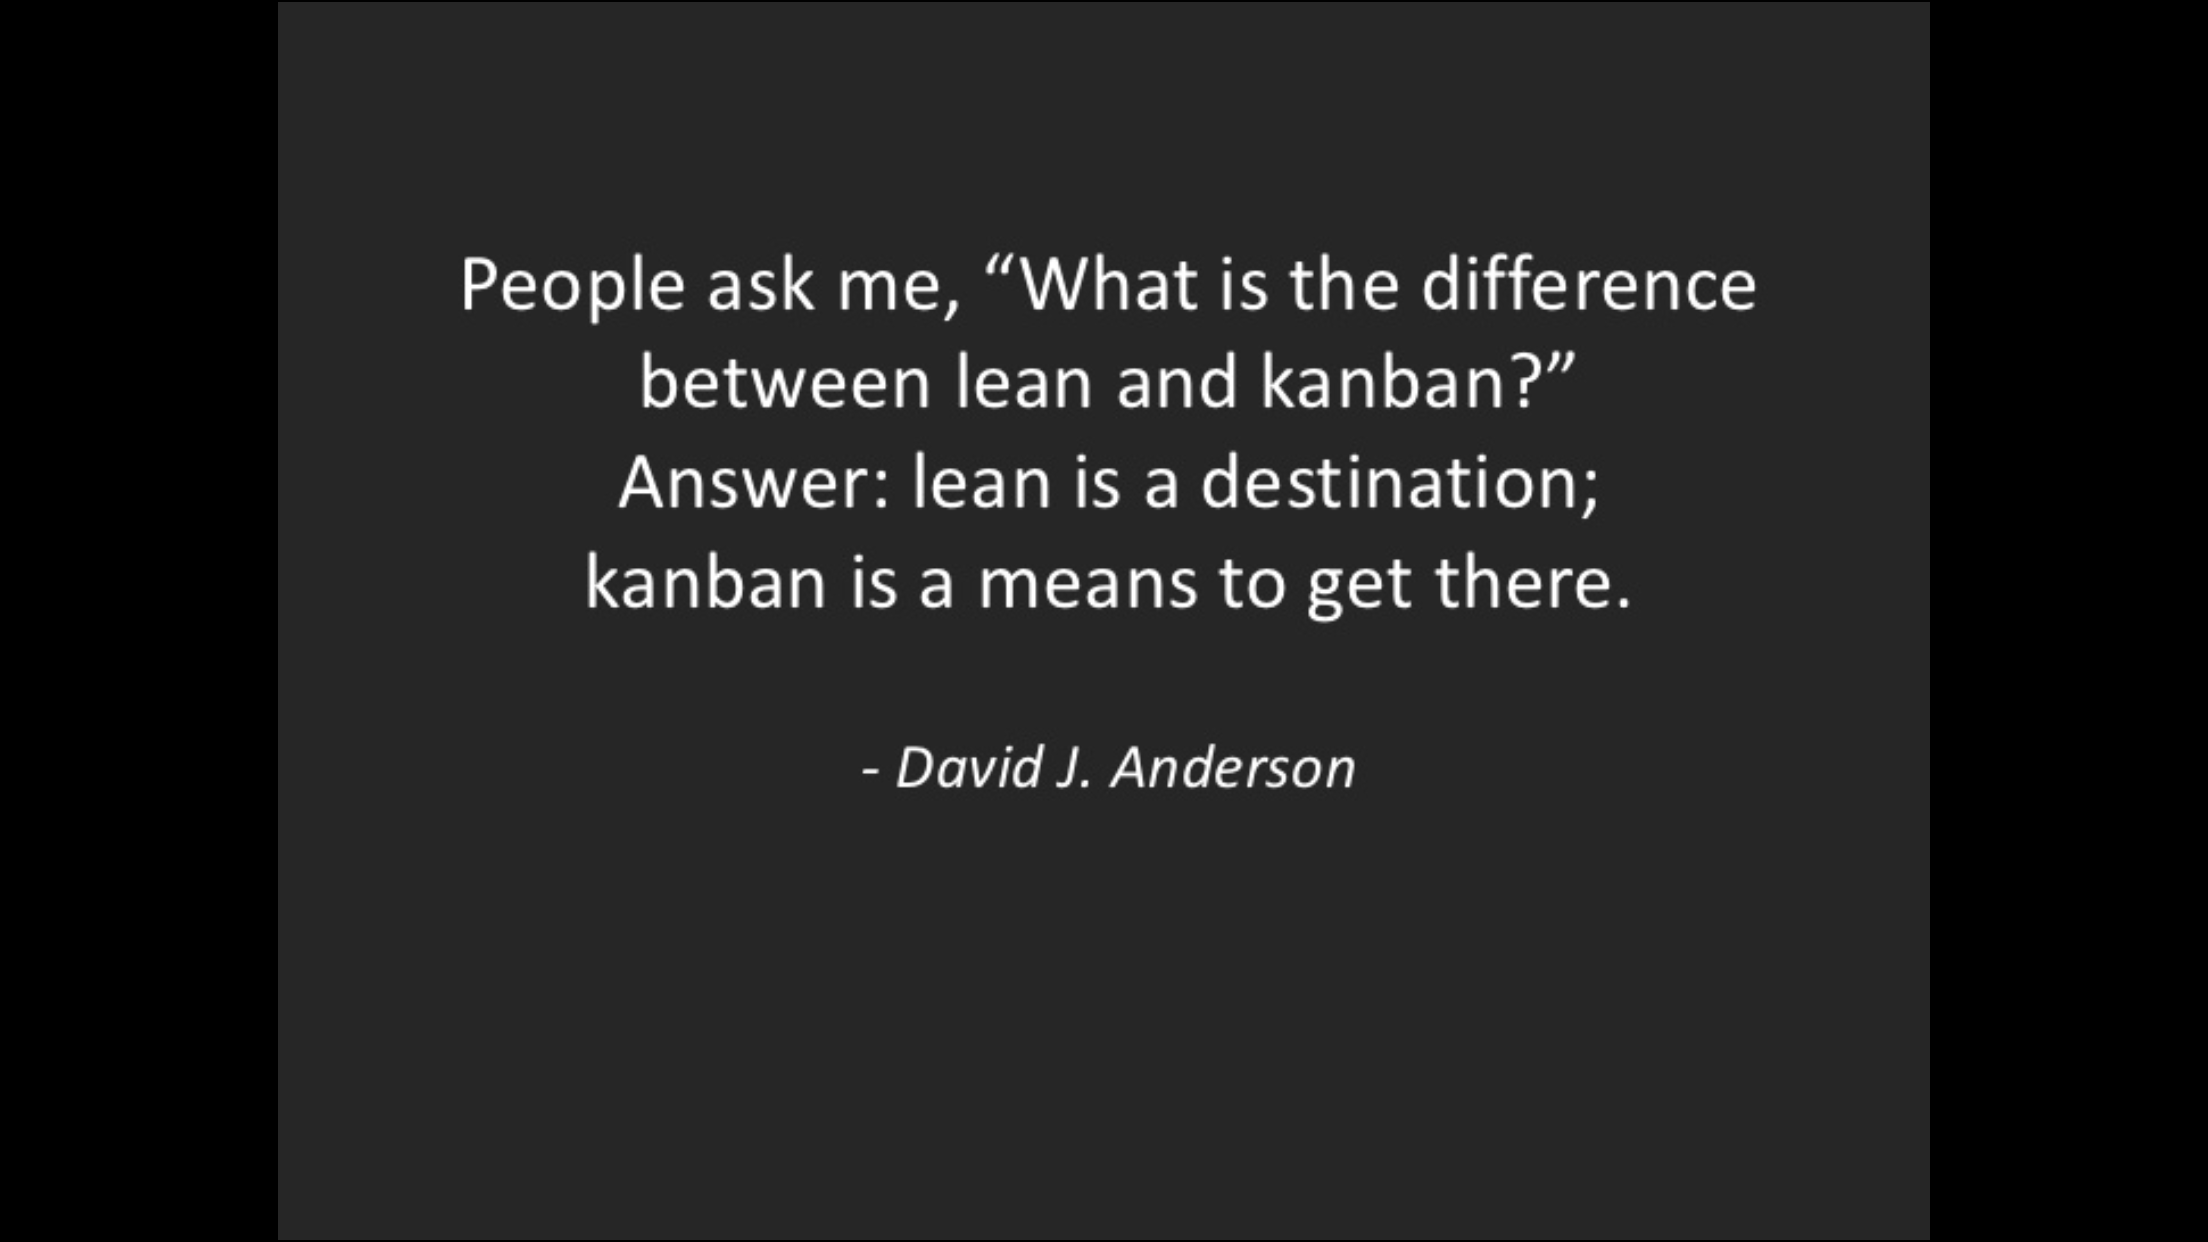 People ask me, “What is the difference
between lean and kanban?”
Answer: lean is a destination;
kanban is a means to get there.
- David J. Anderson